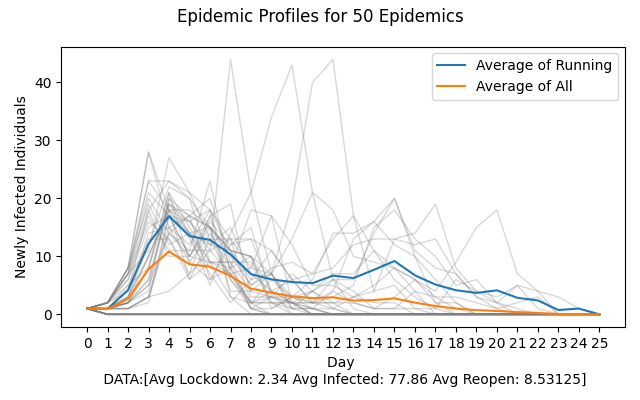 Epidemic Profiles for 50 Epidemics
Average of Running
Average of All
Newly Infected Individuals
40
30
20
10
0
0 1 2 3 4 5 6 7 8 9 10 11 12 13 14 15 16 17 18 19 20 21 22 23 24 25
Day
DATA:[Avg Lockdown: 2.34 Avg Infected: 77.86 Avg Reopen: 8.53125]